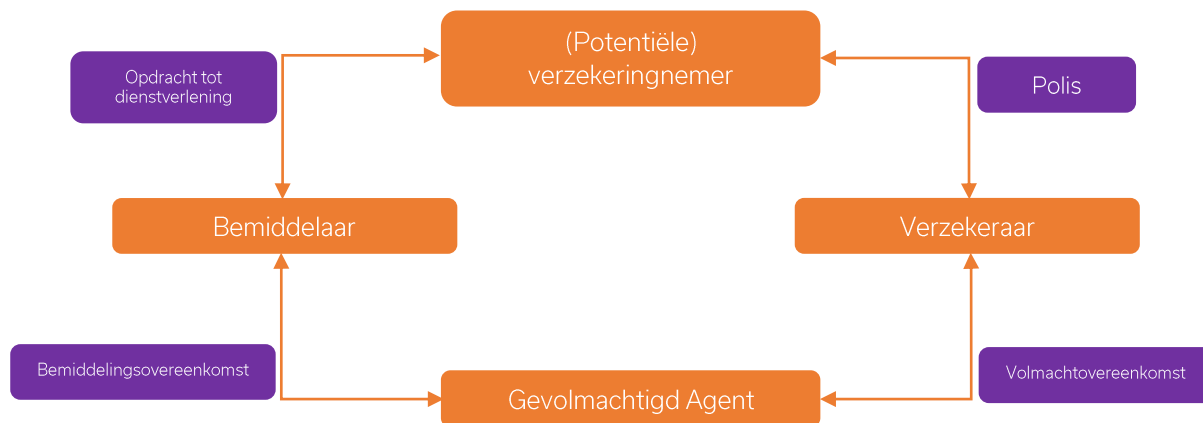 (Potentiële)
verzekeringnemer
Opdracht tot
dienstverlening
Polis
Bemiddelaar
Verzekeraar
Bemiddelingsovereenkomst
Volmachtovereenkomst
Gevolmachtigd Agent